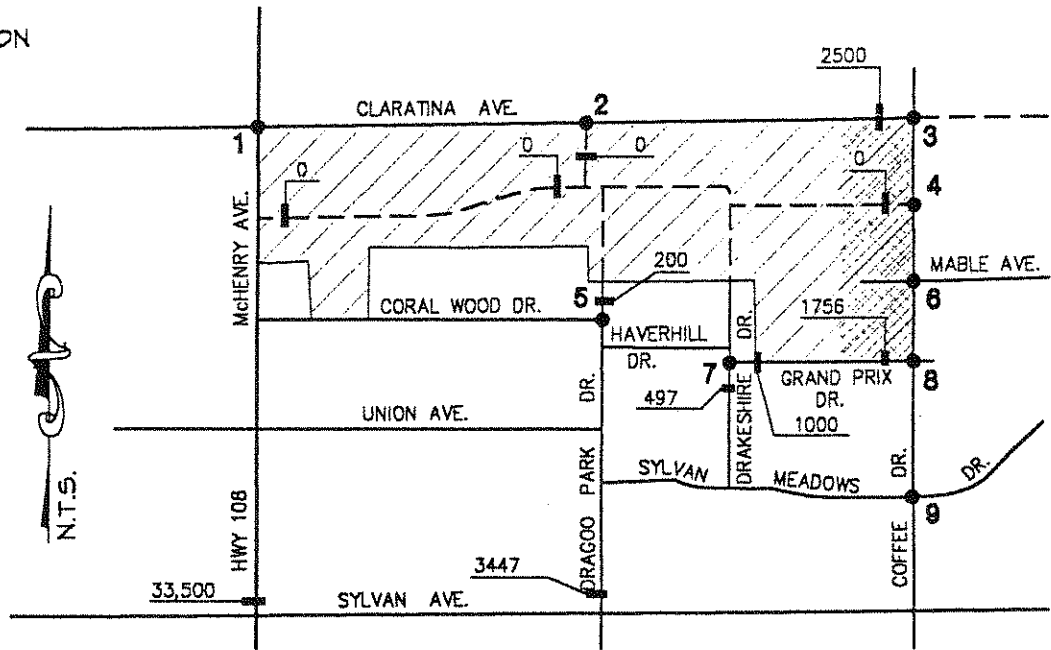 ON
2500
CLARATINA AVE.
2
1
3
0
0
0
0
4
McHENRY AVE.
200
MABLE AVE.
5
6
CORAL WOOD DR.
1756
HAVERHILL
DR.
DR.
7
8
GRAND PRIX
DR.
497
1000
DRAKESHIRE
UNION AVE.
DR.
SYLVAN
MEADOWS
DR.
DR.
9
N.T.S.
HWY 108
DRAGOO PARK
COFFEE
3447
33,500
SYLVAN AVE.